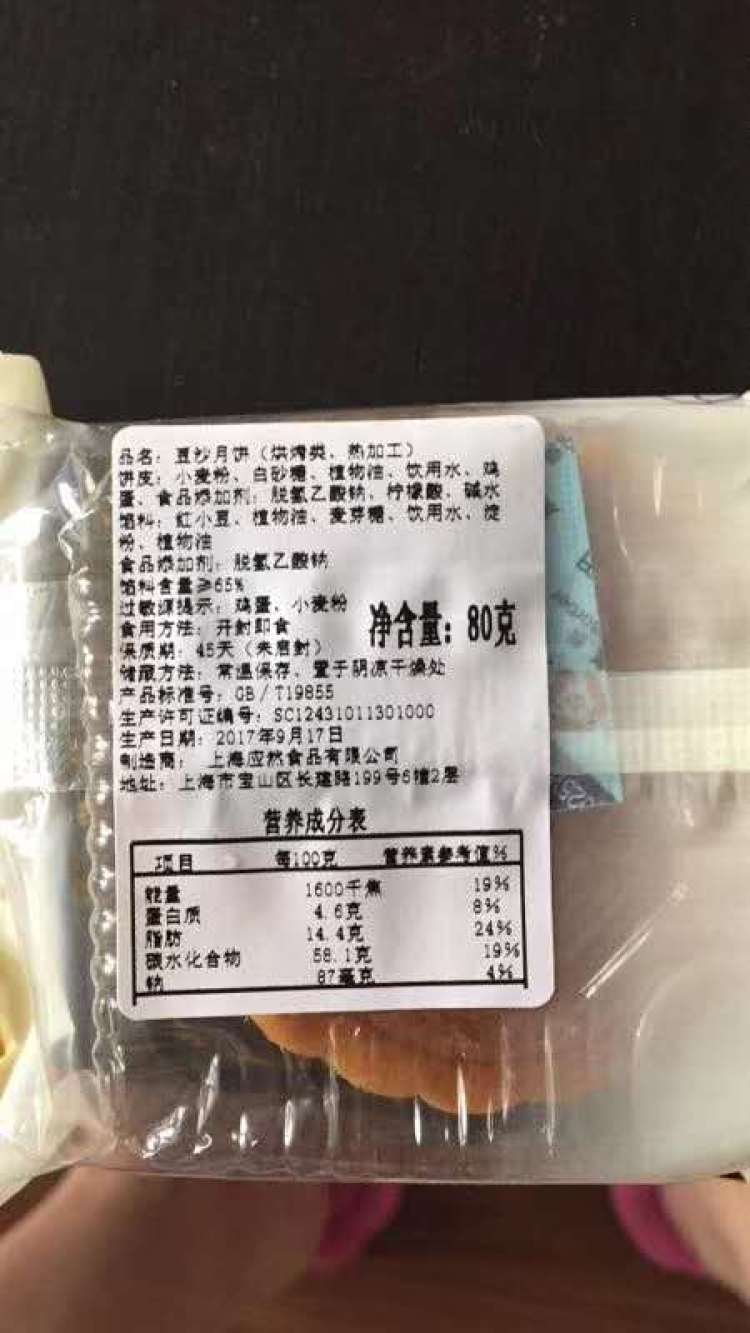 品名：豆沙月饼（烘烤类、热加工）
饼皮：小麦粉、白砂糖、植物油、饮用水、鸡
蛋、食品添加剂：脱氢乙酸钠、柠檬酸、碱水
馅料：红小豆、植物油、麦芽糖、饮用水、淀
粉、植物油
食品添加剂：脱氢乙酸钠
馅料含量≥65%
过敏源提示：鸡蛋、小麦粉
食用方法：开封即食
净含量：80克
保质期：45天（未启封）
储藏方法：常温保存、置于阴凉干燥处
产品标准号：GB/T19855
生产许可证编号：SC12431011301000
生产日期：2017年9月17日
制造商：上海应然食品有限公司
地址：上海市宝山区长建路199号6幢2层
营养成分表
项目 每100克 营养素参考值%
能量 1600千焦 19%
蛋白质 4.6克 8%
脂肪 14.4克 24%
碳水化合物 58.1克 19%
钠 87毫克 4%